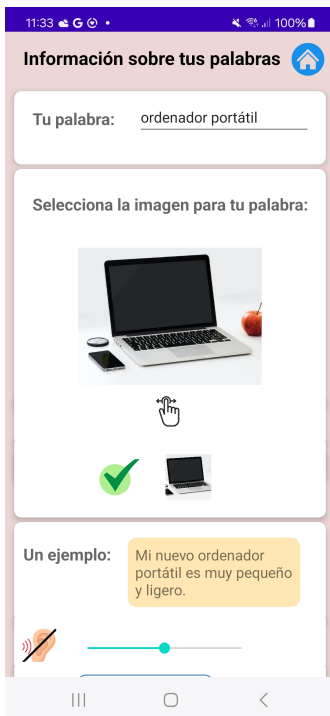 11:33 G 100%
Información sobre tus palabras
Tu palabra: ordenador portátil
Selecciona la imagen para tu palabra:
Un ejemplo: Mi nuevo ordenador
portátil es muy pequeño
y ligero.